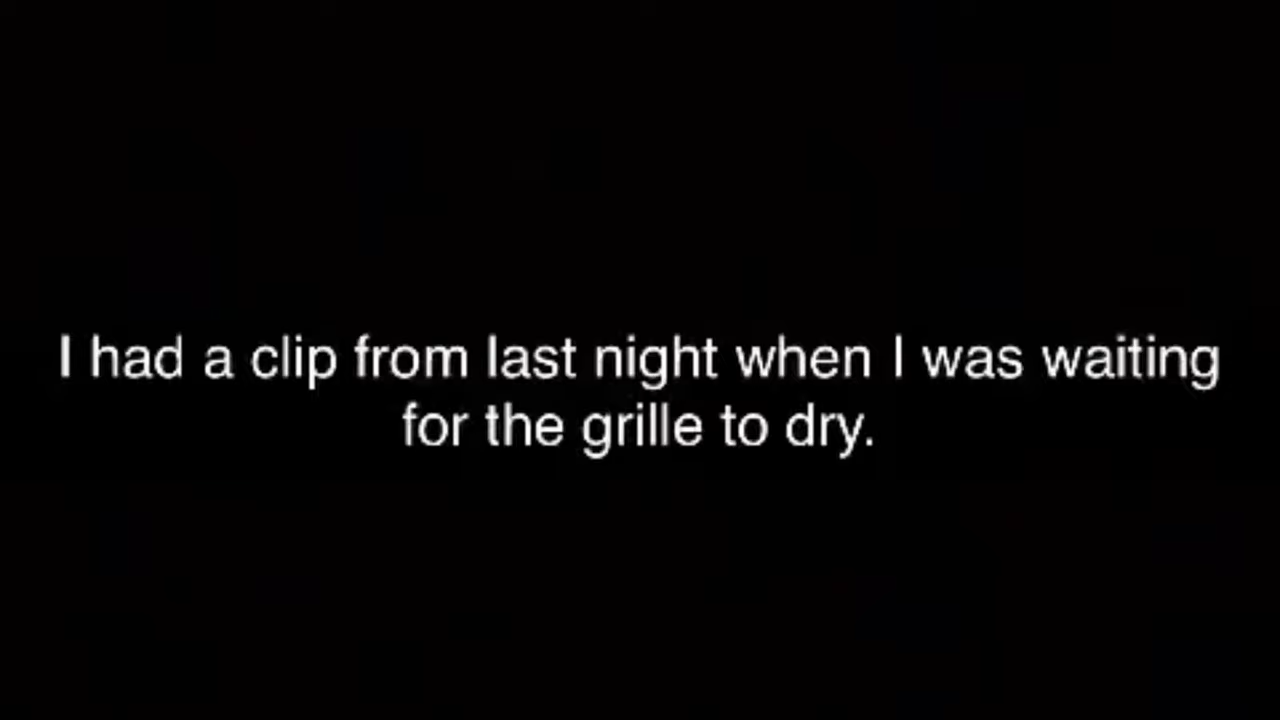 I had a clip from last night when I was waiting
for the grille to dry.